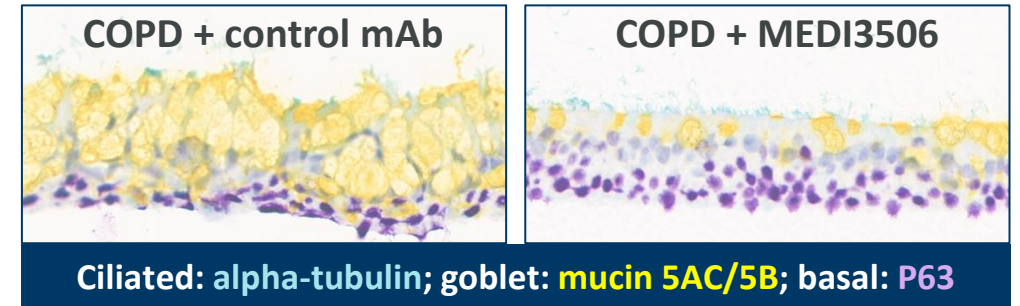 COPD + control mAb
COPD + MEDI3506
Ciliated: alpha-tubulin; goblet: mucin 5AC/5B; basal: P63